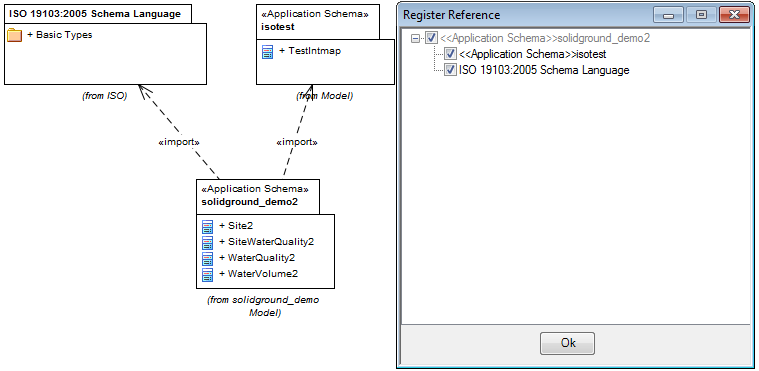 ISO 19103:2005 Schema Language
+ Basic Types
(from ISO)
«Application Schema»
isotest
+ TestIntmap
(from Model)
«import»
«import»
«Application Schema»
solidground_demo2
+ Site2
+ SiteWaterQuality2
+ WaterQuality2
+ WaterVolume2
(from solidground_demo
Model)
Register Reference
<<Application Schema>>solidground_demo2
<<Application Schema>>isotest
ISO 19103:2005 Schema Language
Ok